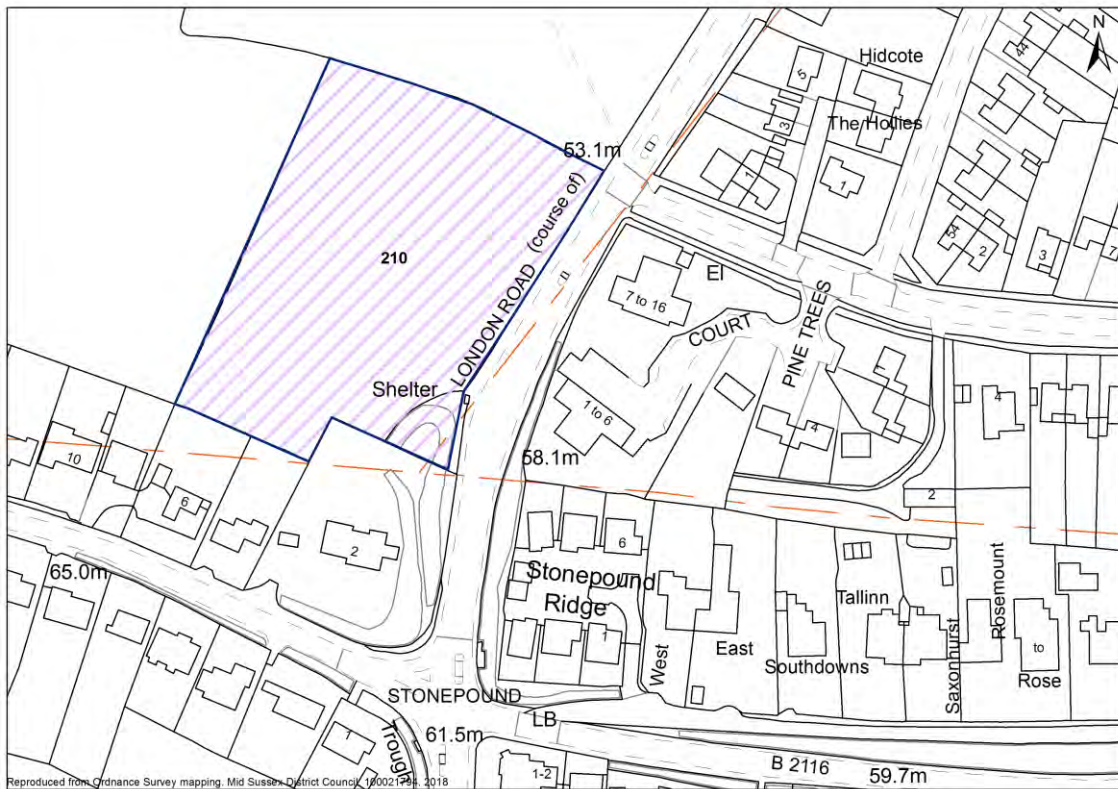 N
Hidcote
44
5
3
The Hollies
1
1
53.1m
54
2
3
LONDON ROAD (course of)
210
El
7 to 16
COURT
PINE TREES
Shelter
1 to 6
4
4
58.1m
10
6
2
2
6
Stonepound
Ridge
65.0m
1
Tallinn
Rosemount
West
East
Southdowns
Saxonhurst
to
Rose
STONEPOUND
LB
Trough
61.5m
1
1-2
B 2116
59.7m
Reproduced from Ordnance Survey mapping. Mid Sussex District Council. 100021794. 2018